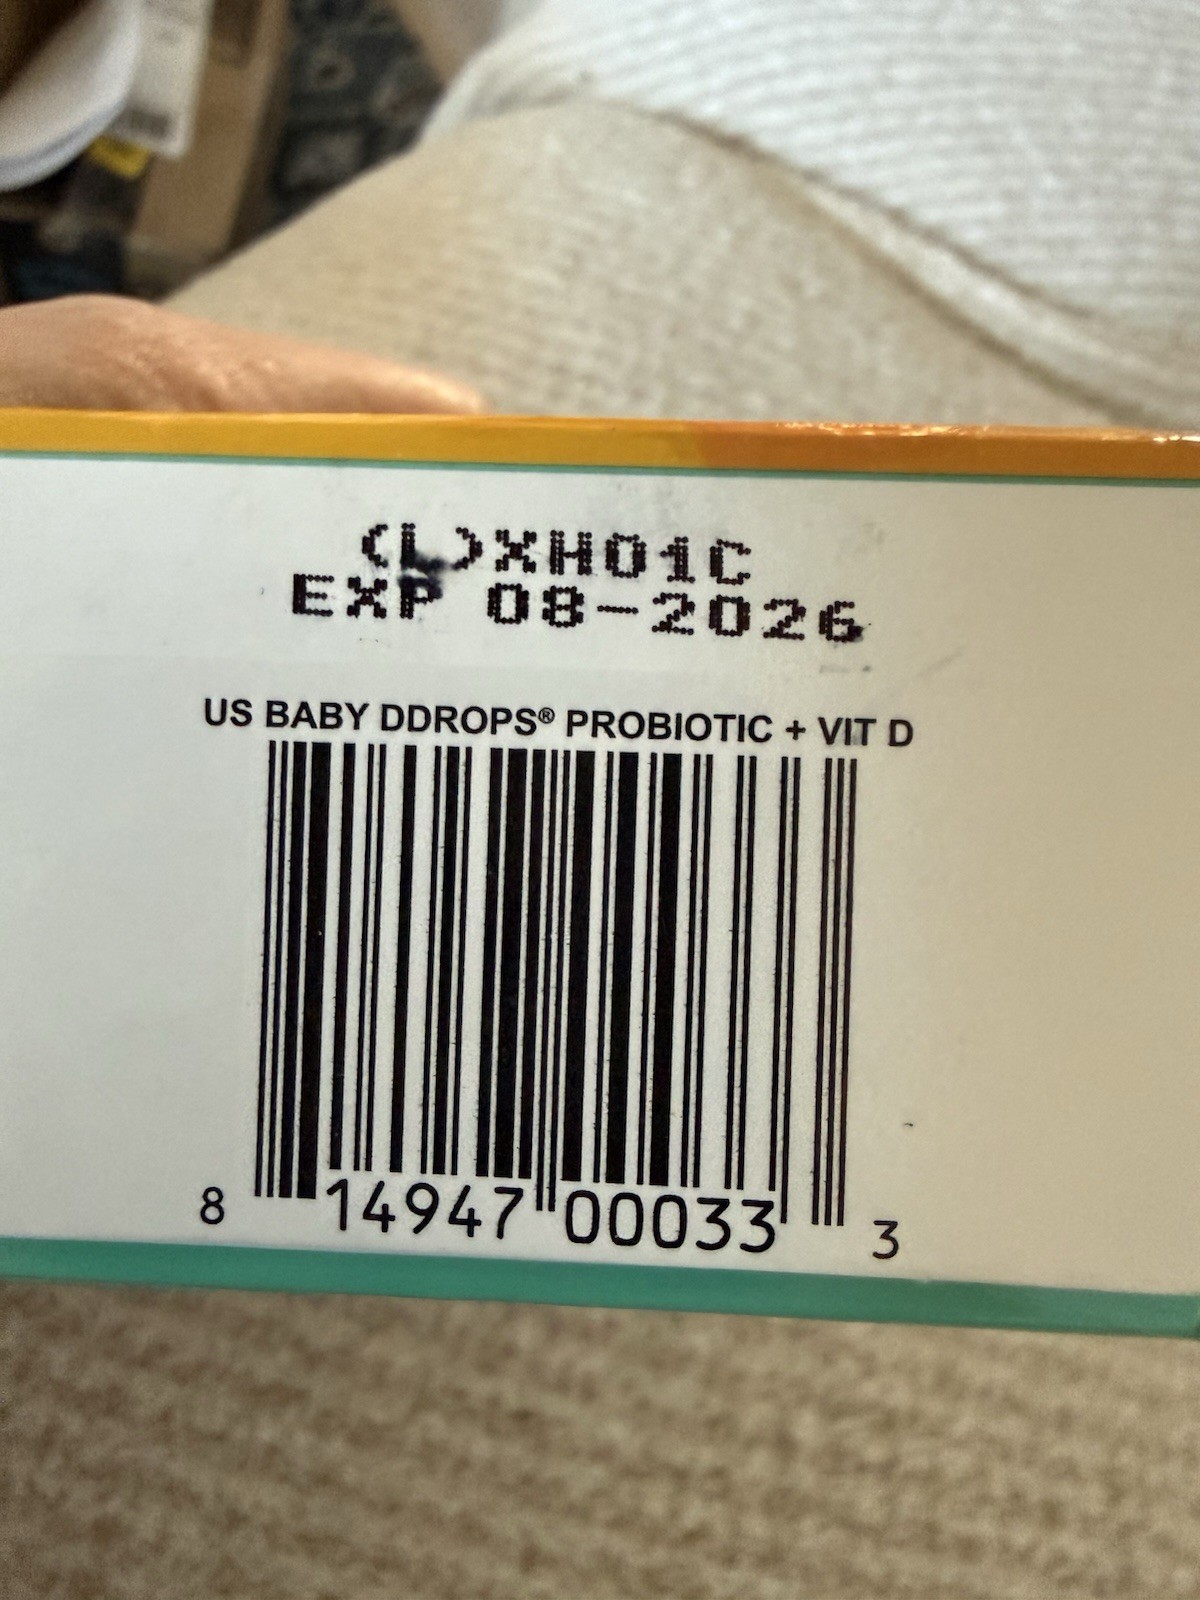 (L)XH01C
EXP 08-2026
US BABY DDROPS® PROBIOTIC + VIT D
8 14947 00033 3